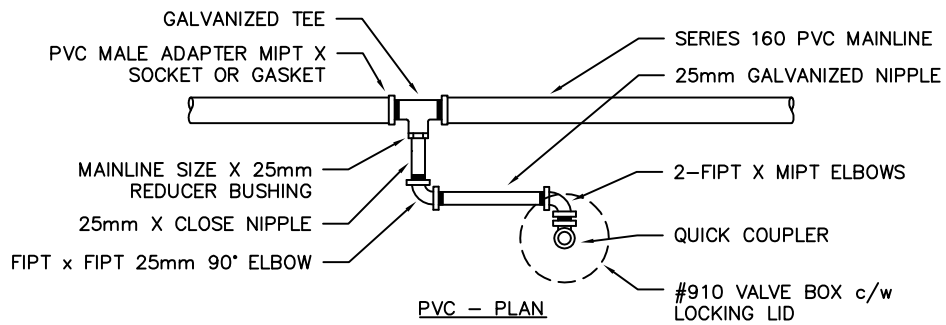 GALVANIZED TEE
PVC MALE ADAPTER MIPT X
SOCKET OR GASKET
SERIES 160 PVC MAINLINE
25mm GALVANIZED NIPPLE
MAINLINE SIZE X 25mm
REDUCER BUSHING
25mm X CLOSE NIPPLE
FIPT x FIPT 25mm 90° ELBOW
2-FIPT X MIPT ELBOWS
QUICK COUPLER
#910 VALVE BOX c/w
LOCKING LID
PVC - PLAN